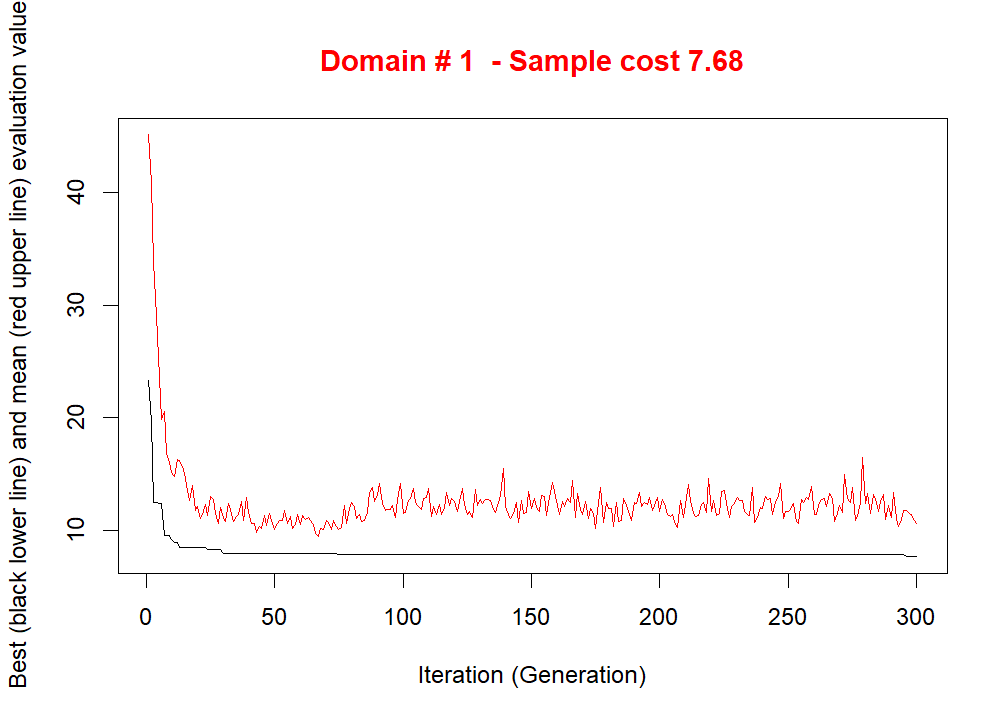 Domain # 1  - Sample cost 7.68
Best (black lower line) and mean (red upper line) evaluation value
40
30
20
10
0 50 100 150 200 250 300
Iteration (Generation)